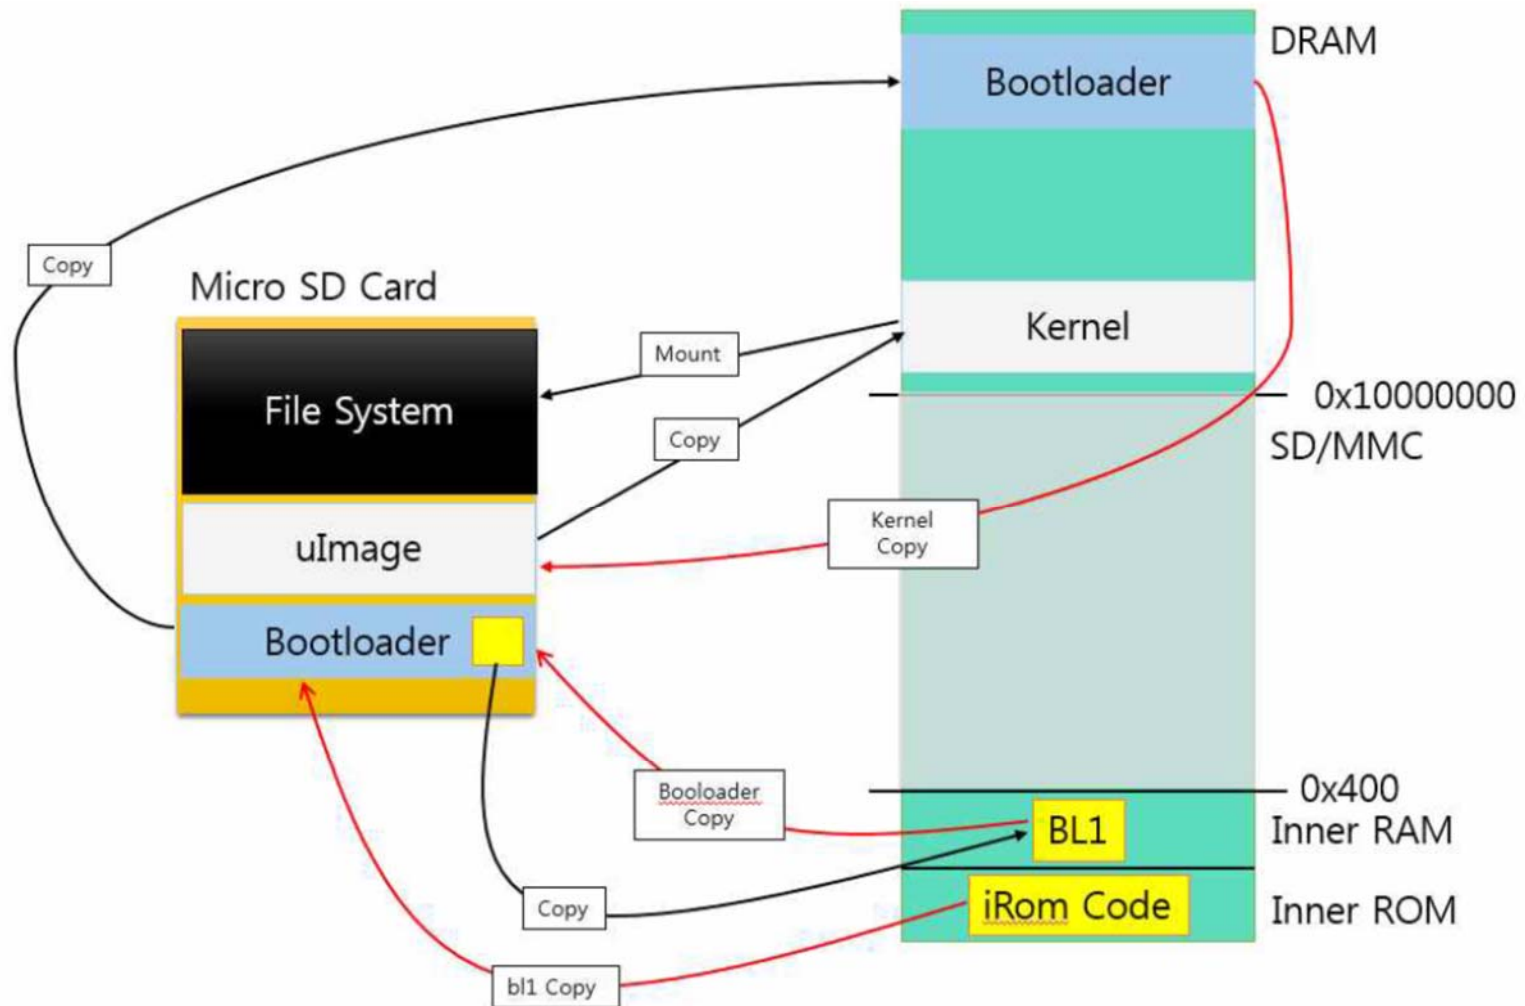 DRAM
Bootloader
Copy
Micro SD Card
Mount
Kernel
0x10000000
File System
Copy
SD/MMC
Kernel
Copy
uImage
Bootloader
Booloader
Copy
0x400
BL1
Inner RAM
Copy
iRom Code
Inner ROM
bl1 Copy